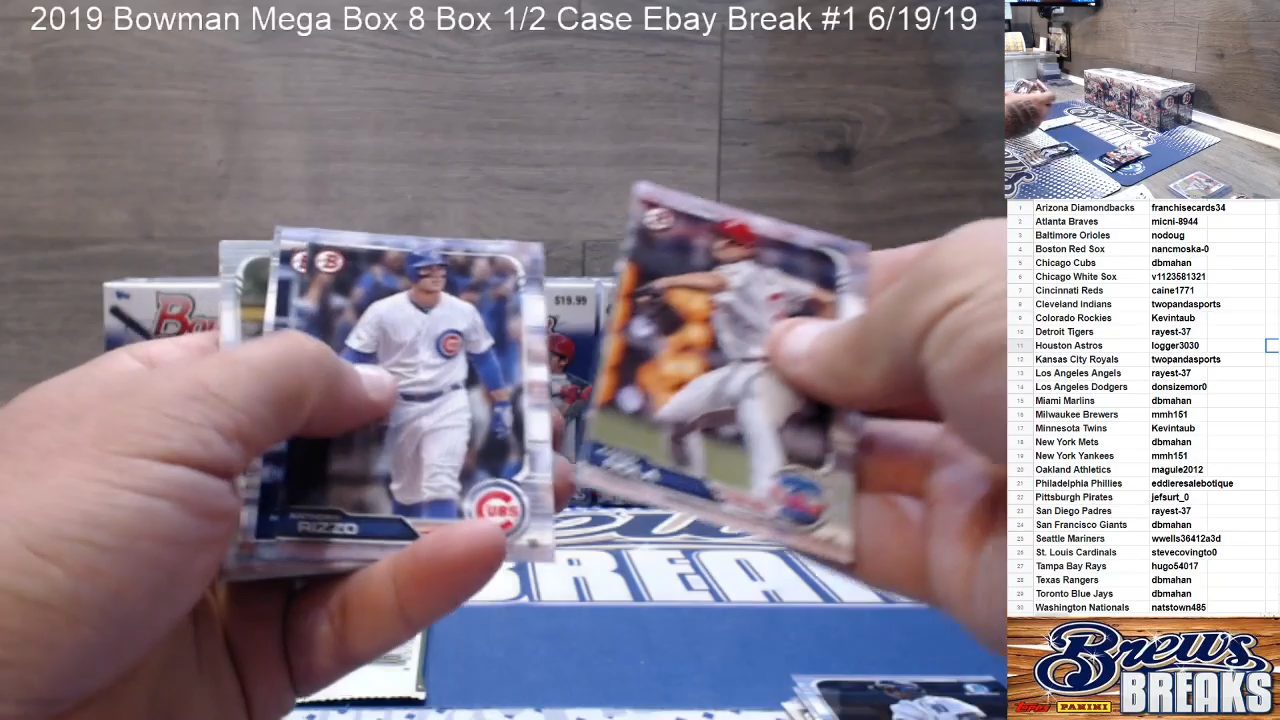 2019 Bowman Mega Box 8 Box 1/2 Case Ebay Break #1 6/19/19
$19.99
RIZZO
CUBS
BREAK
1 Arizona Diamondbacks franchisecards34
2 Atlanta Braves micni-8944
3 Baltimore Orioles nodoug
4 Boston Red Sox nancmoska-0
5 Chicago Cubs dbmahan
6 Chicago White Sox v1123581321
7 Cincinnati Reds caine1771
8 Cleveland Indians twopandasports
9 Colorado Rockies Kevintaub
10 Detroit Tigers rayest-37
11 Houston Astros logger3030
12 Kansas City Royals twopandasports
13 Los Angeles Angels rayest-37
14 Los Angeles Dodgers donsizemor0
15 Miami Marlins dbmahan
16 Milwaukee Brewers mmh151
17 Minnesota Twins Kevintaub
18 New York Mets dbmahan
19 New York Yankees mmh151
20 Oakland Athletics magule2012
21 Philadelphia Phillies eddieresalebotique
22 Pittsburgh Pirates jefsurt_0
23 San Diego Padres rayest-37
24 San Francisco Giants dbmahan
25 Seattle Mariners wwells36412a3d
26 St. Louis Cardinals stevecovingto0
27 Tampa Bay Rays hugo54017
28 Texas Rangers dbmahan
29 Toronto Blue Jays dbmahan
30 Washington Nationals natstown485
Brews
BREAKS
Topps PANINI